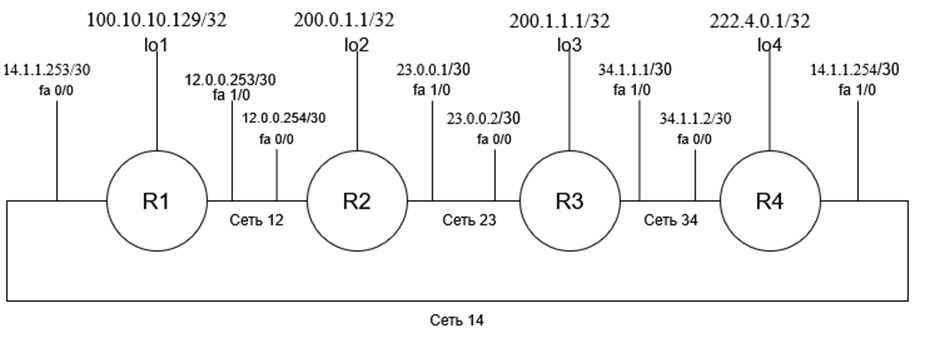 100.10.10.129/32
lo1
200.0.1.1/32
lo2
200.1.1.1/32
lo3
222.4.0.1/32
lo4
14.1.1.253/30
fa 0/0
12.0.0.253/30
fa 1/0
12.0.0.254/30
fa 0/0
23.0.0.1/30
fa 1/0
23.0.0.2/30
fa 0/0
34.1.1.1/30
fa 1/0
34.1.1.2/30
fa 0/0
14.1.1.254/30
fa 1/0
R1
R2
R3
R4
Сеть 12
Сеть 23
Сеть 34
Сеть 14